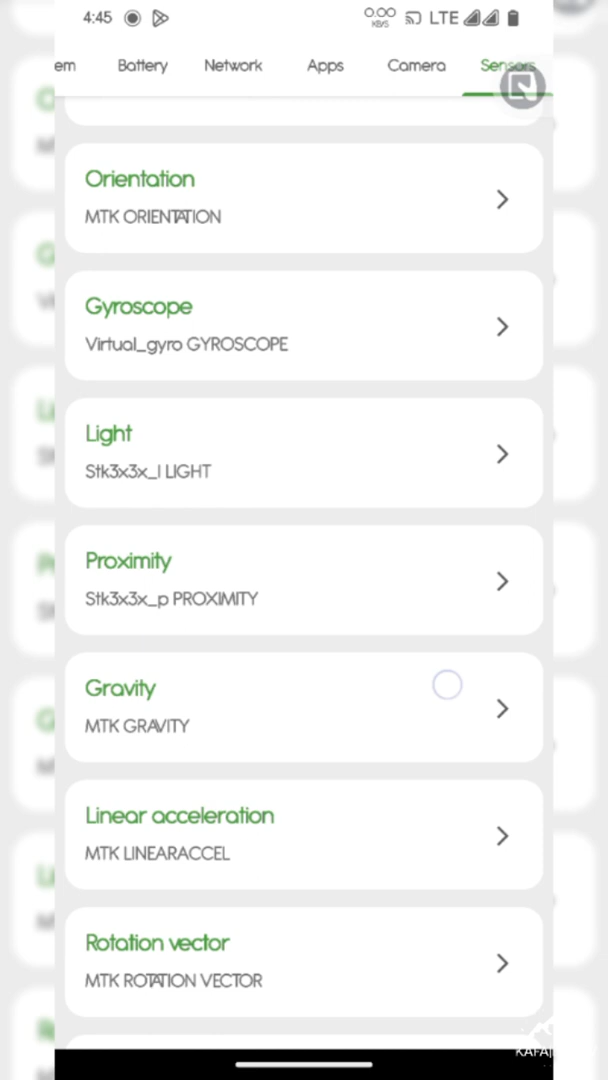 4:45 0.00 KB/S LTE
em Battery Network Apps Camera Sensors
Orientation
MTK ORIENTATION
Gyroscope
Virtual_gyro GYROSCOPE
Light
Stk3x3x_l LIGHT
Proximity
Stk3x3x_p PROXIMITY
Gravity
MTK GRAVITY
Linear acceleration
MTK LINEARACCEL
Rotation vector
MTK ROTATION VECTOR